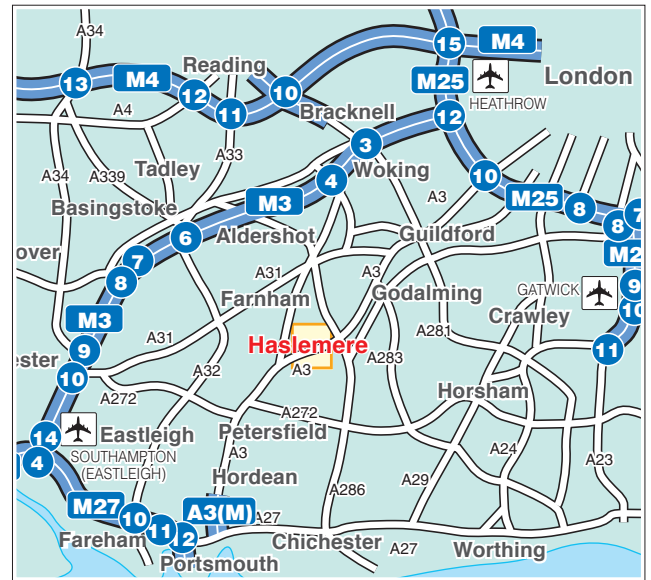 A34
15
M4
Reading
M25
London
13
M4
12
10
HEATHROW
A4
11
Bracknell
12
A33
3
Tadley
Woking
A34
A339
4
10
A3
M25
Basingstoke
M3
8
7
6
Aldershot
Guildford
8
over
7
A31
A3
M2
8
Farnham
Godalming
GATWICK
9
M3
A281
Crawley
10
A31
9
Haslemere
11
ester
A3
A283
10
A32
Horsham
A272
A272
14
Eastleigh
Petersfield
SOUTHAMPTON
(EASTLEIGH)
A3
A24
A23
4
Hordean
A29
A286
M27
A3(M)
10
A27
11
12
Fareham
Chichester
A27
Worthing
Portsmouth